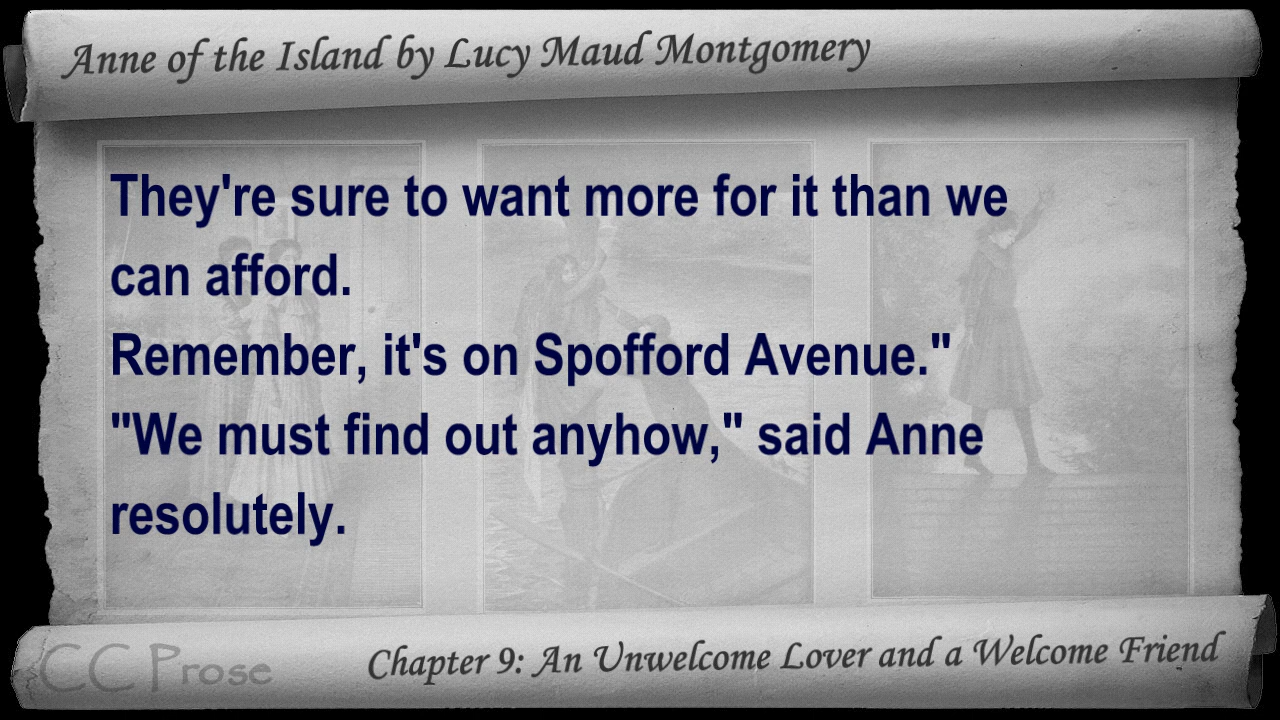 Anne of the Island by Lucy Maud Montgomery
They're sure to want more for it than we
can afford.
Remember, it's on Spofford Avenue."
"We must find out anyhow," said Anne
resolutely.
CC Prose
Chapter 9: An Unwelcome Lover and a Welcome Friend